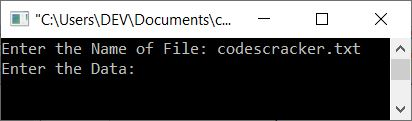 "C:\Users\DEV\Documents\c...
Enter the Name of File: codescracker.txt
Enter the Data: